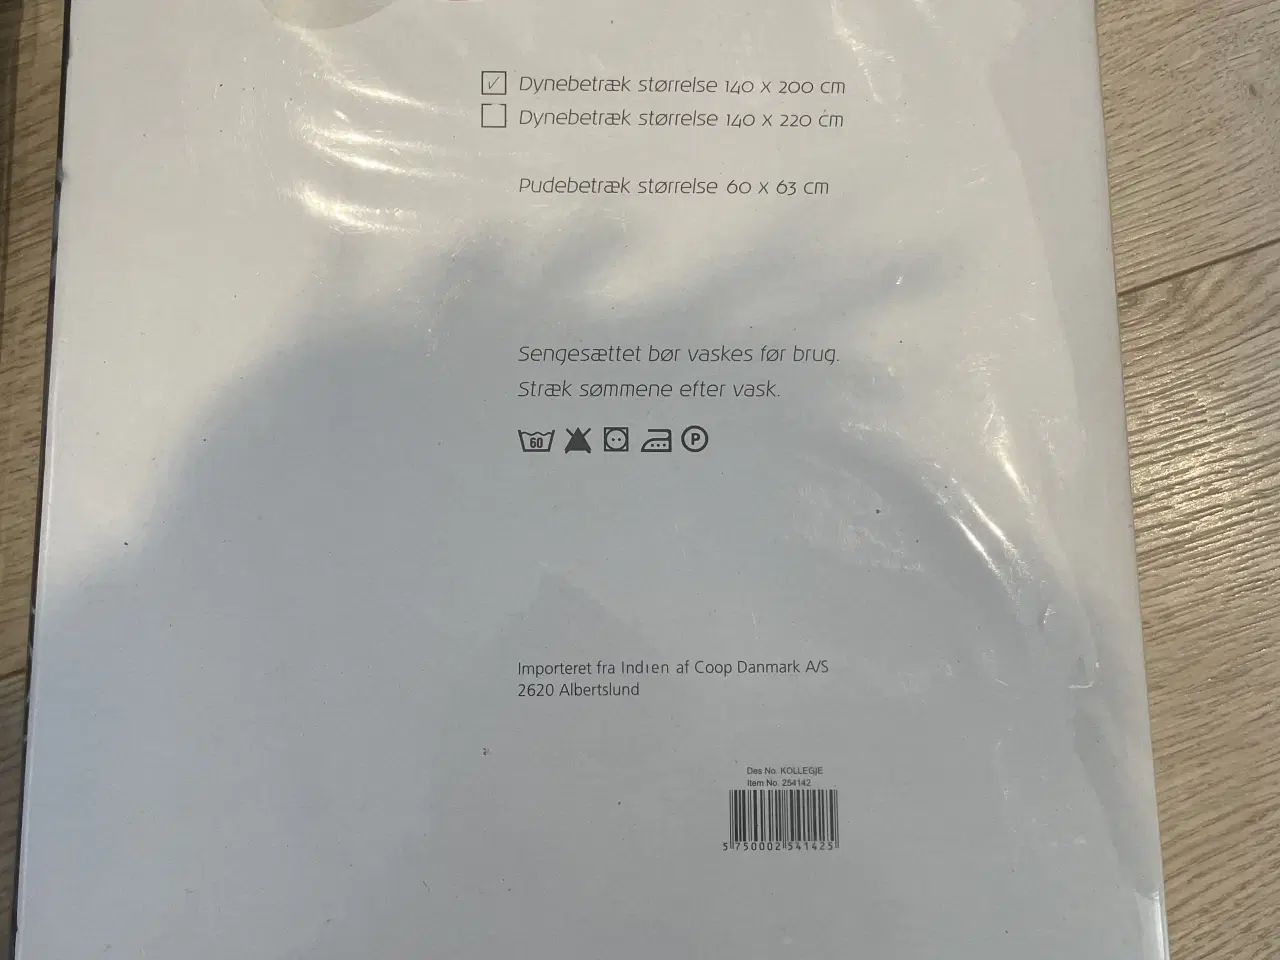 Dynebetræk størrelse 140 x 200 cm
Dynebetræk størrelse 140 x 220 cm
Pudebetræk størrelse 60 x 63 cm
Sengesættet bør vaskes før brug.
Stræk sømmene efter vask.
60 P
Importeret fra Indien af Coop Danmark A/S
2620 Albertslund
Des No. KOLLEGJE
Item No. 254142
5 750002 541425